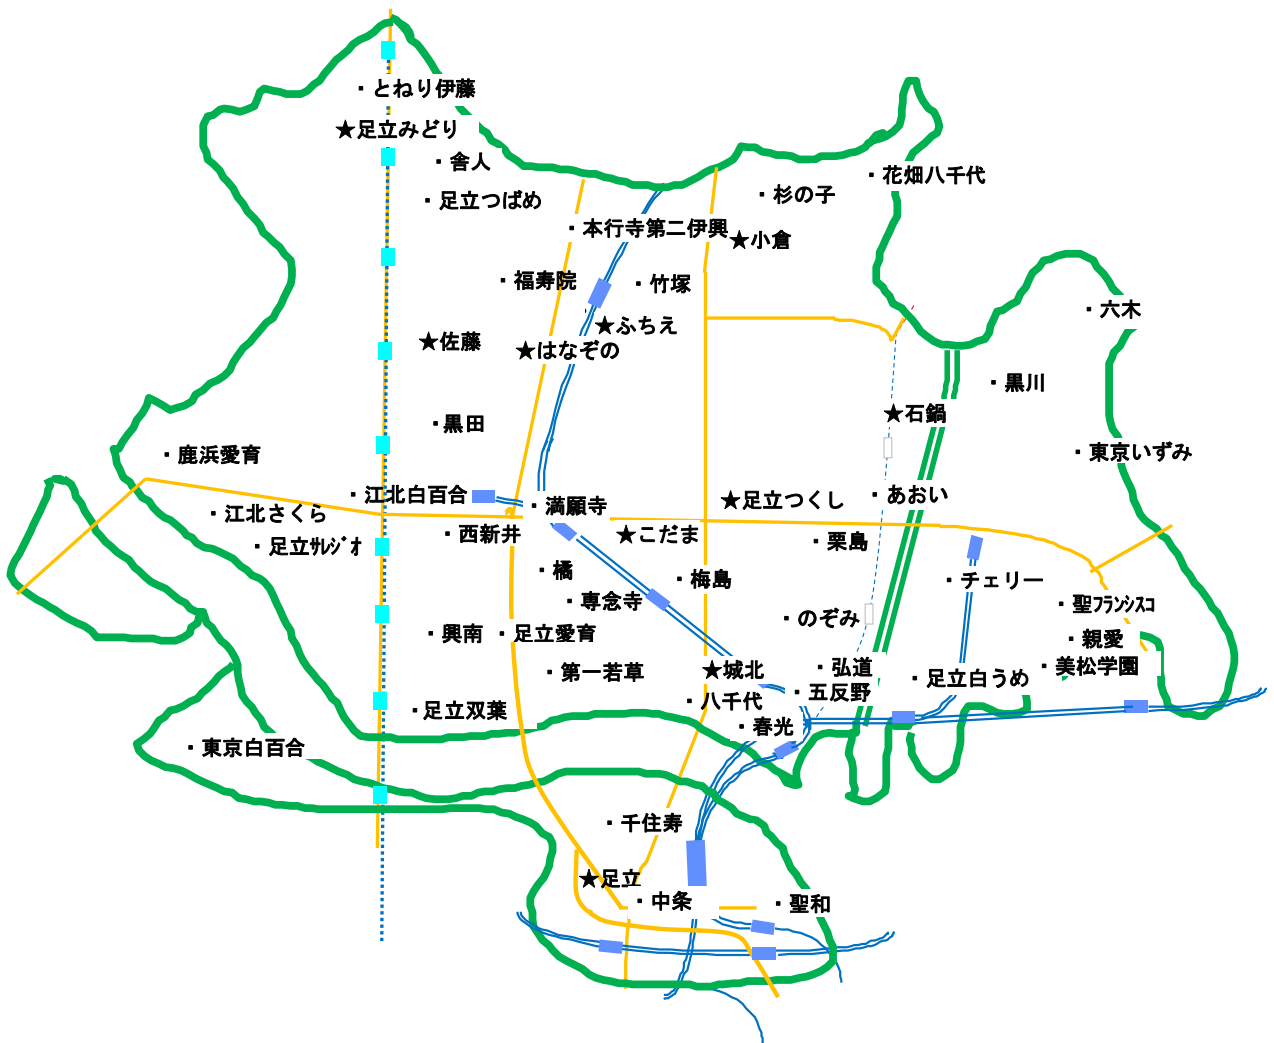 ・とねり伊藤
★足立みどり
・舎人
・花畑八千代
・杉の子
・足立つばめ
・本行寺第二伊興
★小倉
・福寿院
・竹塚
・六木
★ふちえ
★佐藤
★はなぞの
・黒川
★石鍋
・黒田
・鹿浜愛育
・東京いずみ
・江北白百合
・あおい
★足立つくし
・満願寺
・江北さくら
・西新井
★こだま
・足立ｻﾚｼﾞｵ
・栗島
・橘
・梅島
・チェリー
・専念寺
・聖ﾌﾗﾝｼｽｺ
・のぞみ
・興南
・足立愛育
・親愛
・弘道
・美松学園
・第一若草
★城北
・足立白うめ
・五反野
・八千代
・足立双葉
・春光
・東京白百合
・千住寿
★足立
・中条
・聖和